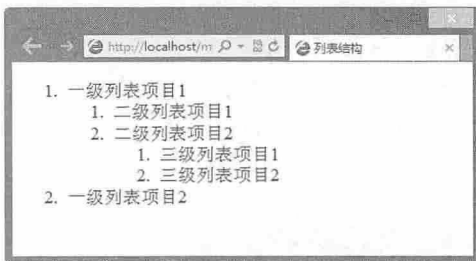 http://localhost/m
列表结构
1. 一级列表项目1
1. 二级列表项目1
2. 二级列表项目2
1. 三级列表项目1
2. 三级列表项目2
2. 一级列表项目2